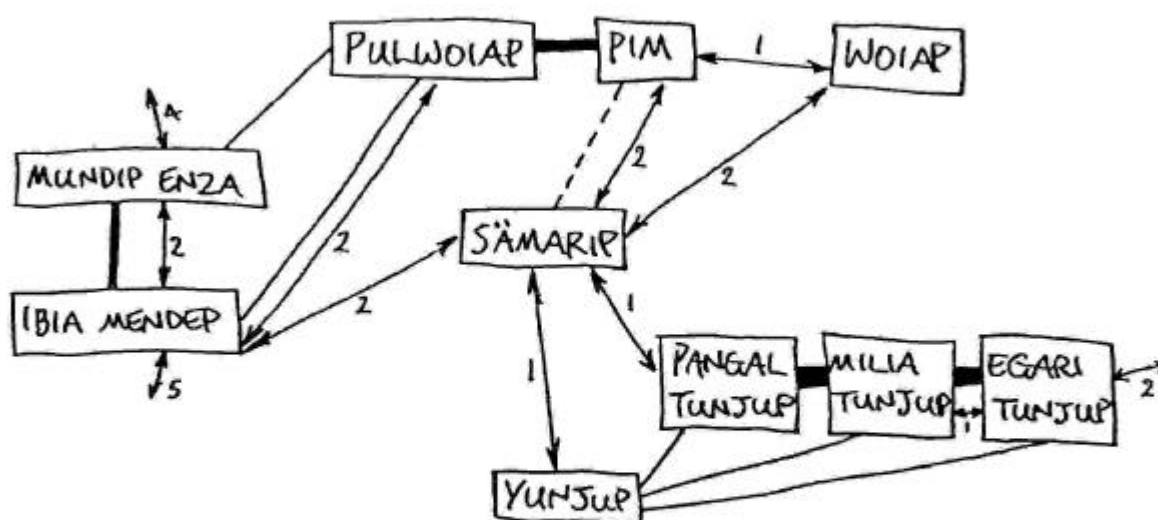 PULWOIAP
PIM
1
WOIAP
4
MUNDIP ENZA
2
2
2
SÄMARIP
2
IBIA MENDEP
2
5
1
1
PANGAL
TUNJUP
MILIA
TUNJUP
1
EGARI
TUNJUP
2
YUNJUP